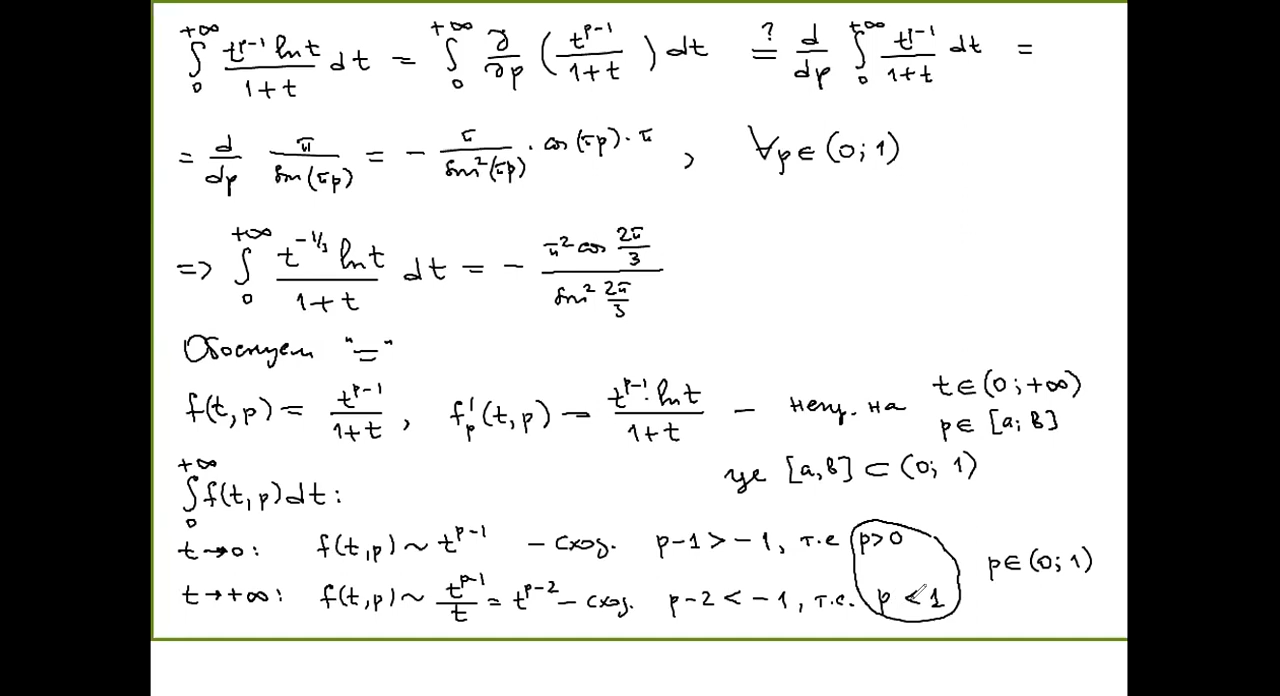 ∫₀^{+∞} t^{p-1} ln t / (1+t) dt = ∫₀^{+∞} ∂/∂p ( t^{p-1} / (1+t) ) dt =^{?} d/dp ∫₀^{+∞} t^{p-1} / (1+t) dt =
= d/dp π / sin(πp) = - π / sin²(πp) · cos(πp) · π , ∀p∈(0; 1)
=> ∫₀^{+∞} t^{-1/3} ln t / (1+t) dt = - π² cos 2π/3 / sin² 2π/3
Обоснуем "="
f(t, p) = t^{p-1} / (1+t) , f'_p(t, p) = t^{p-1} · ln t / (1+t) — непр. на t∈(0; +∞) p∈[a; b]
где [a, b] ⊂ (0; 1)
∫₀^{+∞} f(t, p) dt :
t→0: f(t, p) ~ t^{p-1} – сход. p-1 > -1, т.е p>0
t→+∞: f(t, p) ~ t^{p-1} / t = t^{p-2} – сход. p-2 < -1, т.е. p < 1 p∈(0; 1)